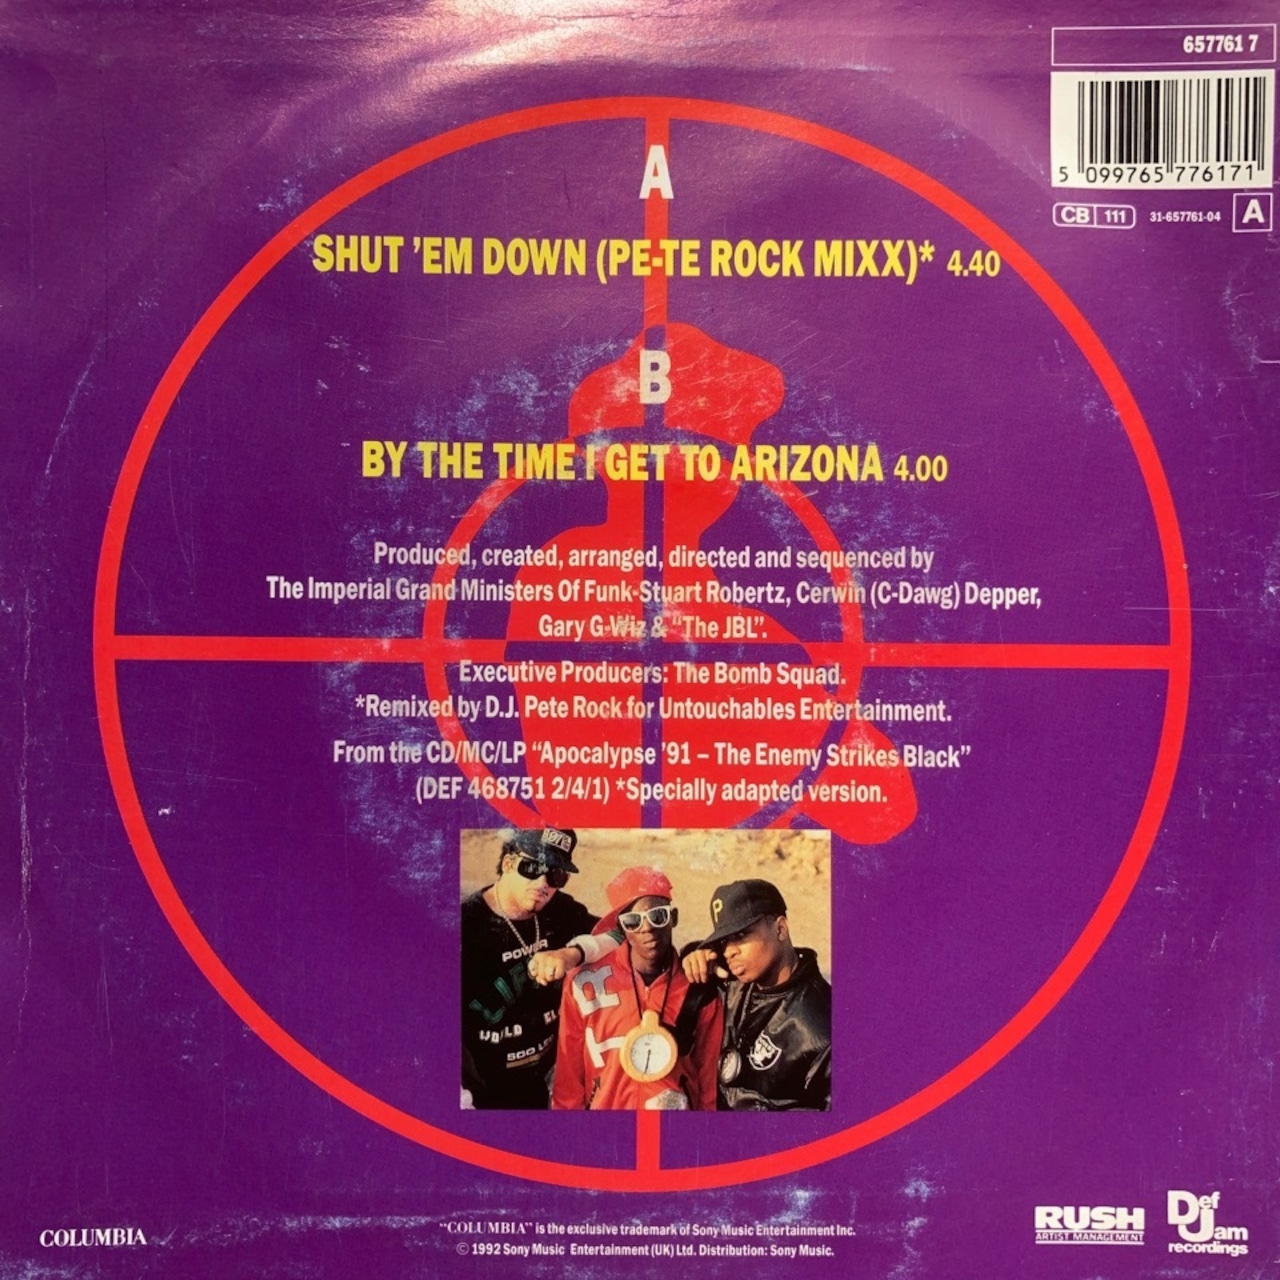 657761 7
5 099765 776171
CB 111 31-657761-04 A
A
SHUT 'EM DOWN (PE-TE ROCK MIXX)* 4.40
B
BY THE TIME I GET TO ARIZONA 4.00
Produced, created, arranged, directed and sequenced by
The Imperial Grand Ministers Of Funk-Stuart Robertz, Cerwin (C-Dawg) Depper,
Gary G-Wiz & "The JBL".
Executive Producers: The Bomb Squad.
*Remixed by D.J. Pete Rock for Untouchables Entertainment.
From the CD/MC/LP "Apocalypse '91 – The Enemy Strikes Black"
(DEF 468751 2/4/1) *Specially adapted version.
P
POWER
WORLD
TR
COLUMBIA
"COLUMBIA" is the exclusive trademark of Sony Music Entertainment Inc.
© 1992 Sony Music Entertainment (UK) Ltd. Distribution: Sony Music.
RUSH
ARTIST MANAGEMENT
Def Jam
recordings